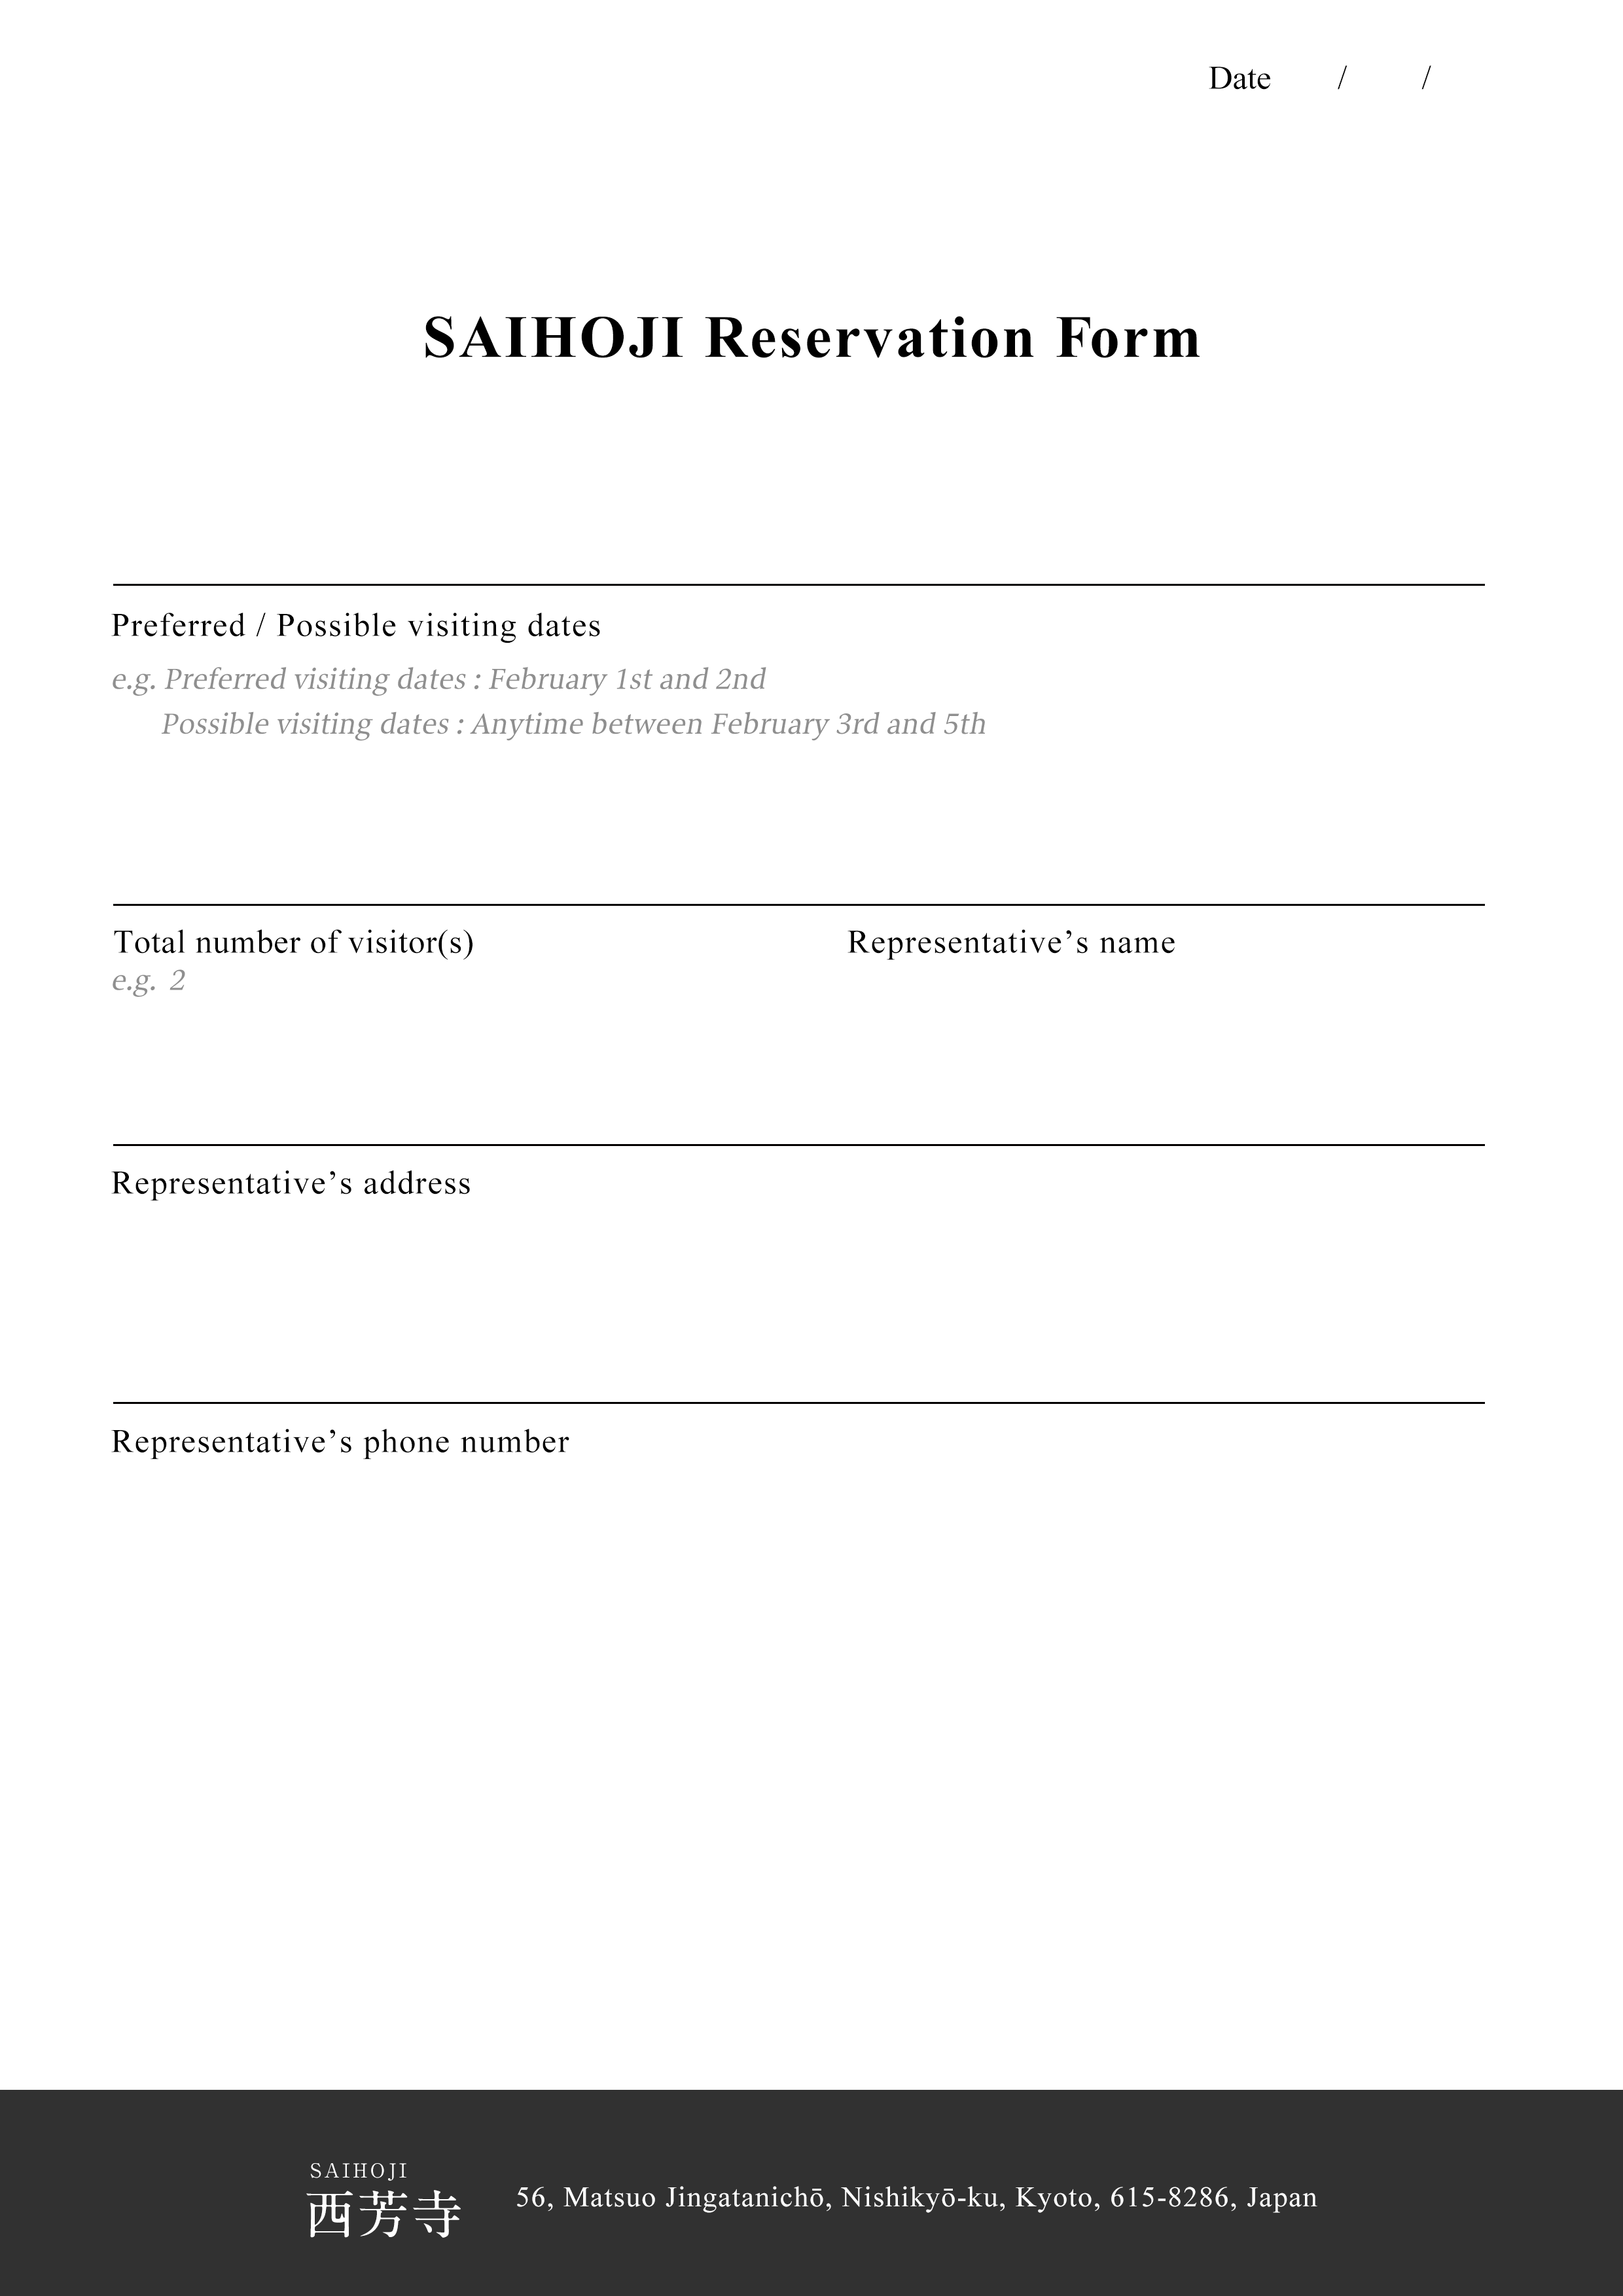 Date / /
SAIHOJI Reservation Form
Preferred / Possible visiting dates
e.g. Preferred visiting dates : February 1st and 2nd
Possible visiting dates : Anytime between February 3rd and 5th
Total number of visitor(s)
e.g. 2
Representative’s name
Representative’s address
Representative’s phone number
SAIHOJI
西芳寺
56, Matsuo Jingatanichō, Nishikyō-ku, Kyoto, 615-8286, Japan